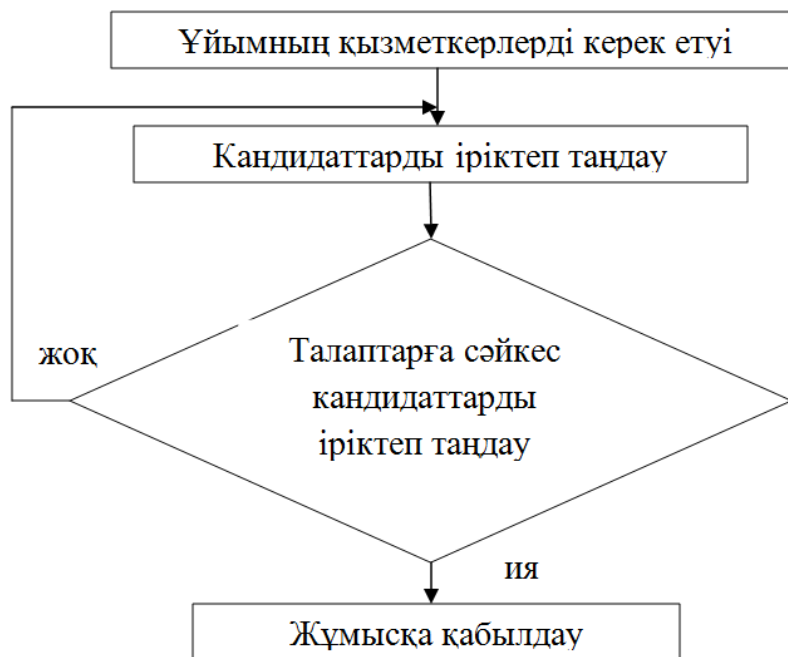 Ұйымның қызметкерлерді керек етуі
Кандидаттарды іріктеп таңдау
жоқ
Талаптарға сәйкес
кандидаттарды
іріктеп таңдау
ия
Жұмысқа қабылдау